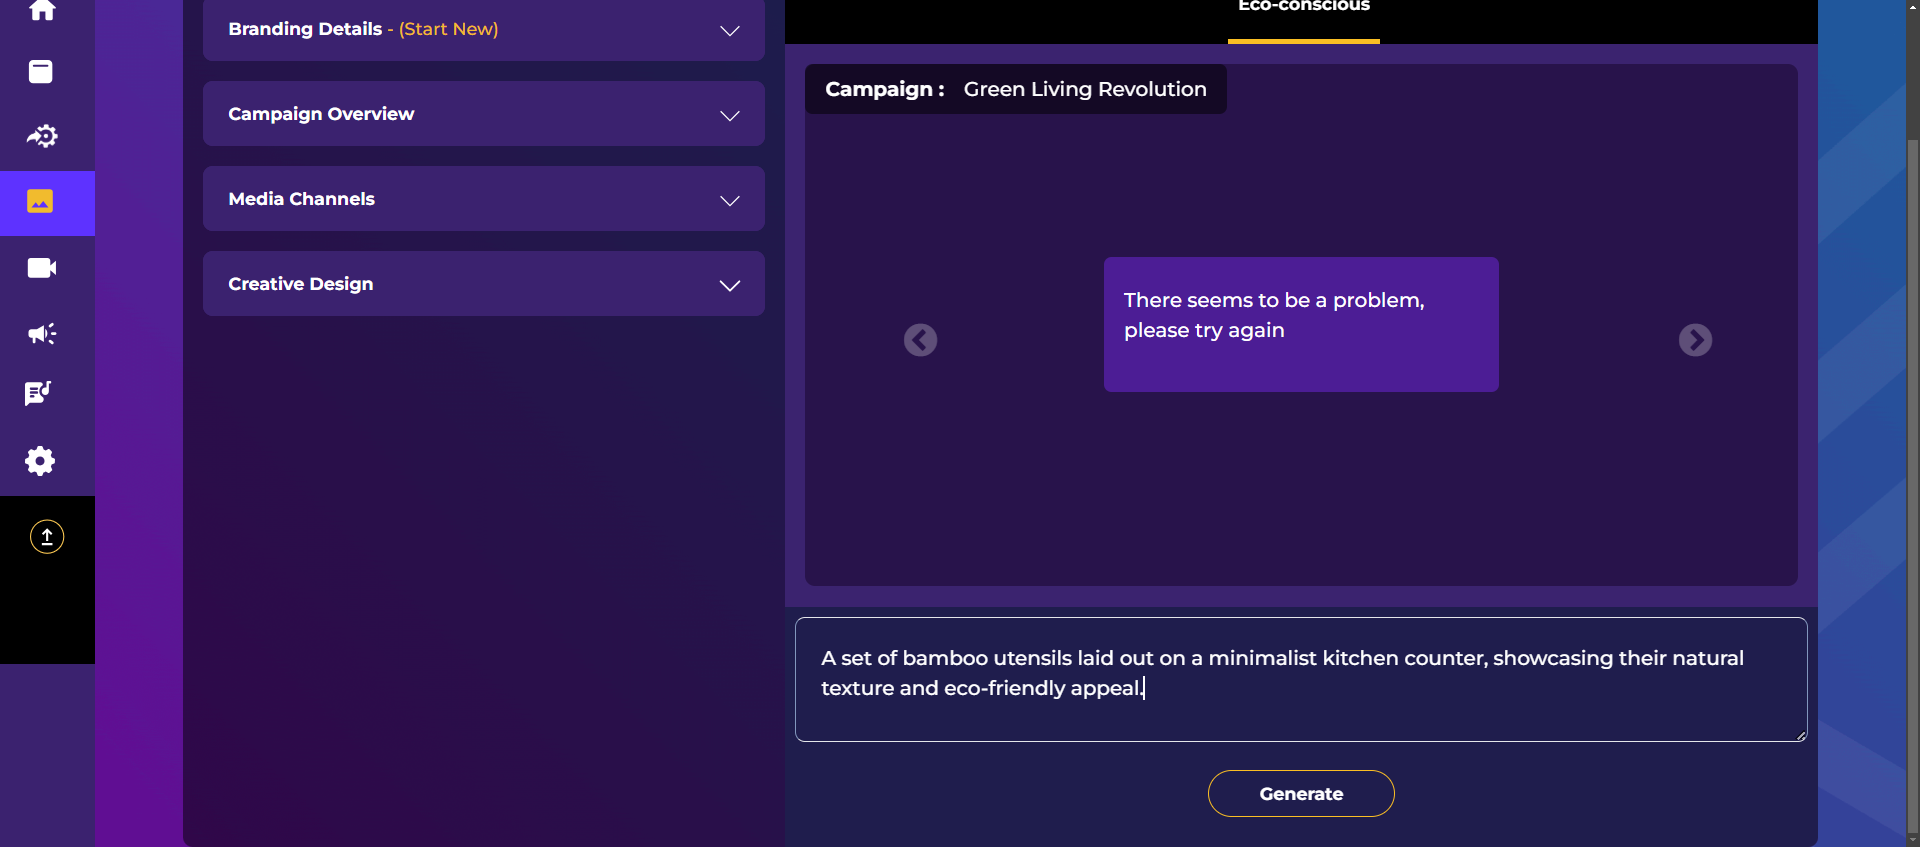 Branding Details - (Start New)
Campaign Overview
Media Channels
Creative Design
Eco-conscious
Campaign : Green Living Revolution
There seems to be a problem,
please try again
A set of bamboo utensils laid out on a minimalist kitchen counter, showcasing their natural
texture and eco-friendly appeal.
Generate